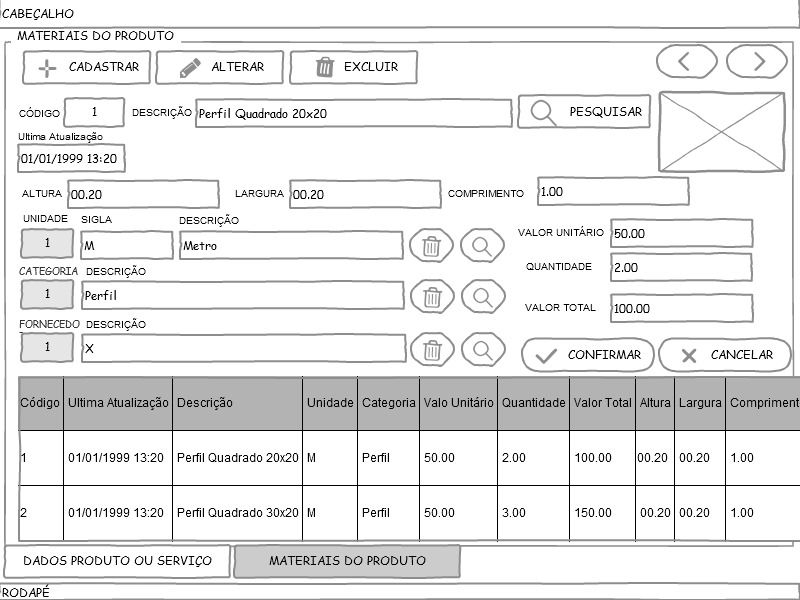 CABEÇALHO
MATERIAIS DO PRODUTO
CADASTRAR ALTERAR EXCLUIR
CÓDIGO 1 DESCRIÇÃO Perfil Quadrado 20x20 PESQUISAR
Ultima Atualização
01/01/1999 13:20
ALTURA 00.20 LARGURA 00.20 COMPRIMENTO 1.00
UNIDADE SIGLA DESCRIÇÃO
1 M Metro
VALOR UNITÁRIO 50.00
CATEGORIA DESCRIÇÃO
QUANTIDADE 2.00
1 Perfil
VALOR TOTAL 100.00
FORNECEDO DESCRIÇÃO
1 X
CONFIRMAR CANCELAR
Código Ultima Atualização Descrição Unidade Categoria Valo Unitário Quantidade Valor Total Altura Largura Compriment
1 01/01/1999 13:20 Perfil Quadrado 20x20 M Perfil 50.00 2.00 100.00 00.20 00.20 1.00
2 01/01/1999 13:20 Perfil Quadrado 30x20 M Perfil 50.00 3.00 150.00 00.20 00.20 1.00
DADOS PRODUTO OU SERVIÇO MATERIAIS DO PRODUTO
RODAPÉ